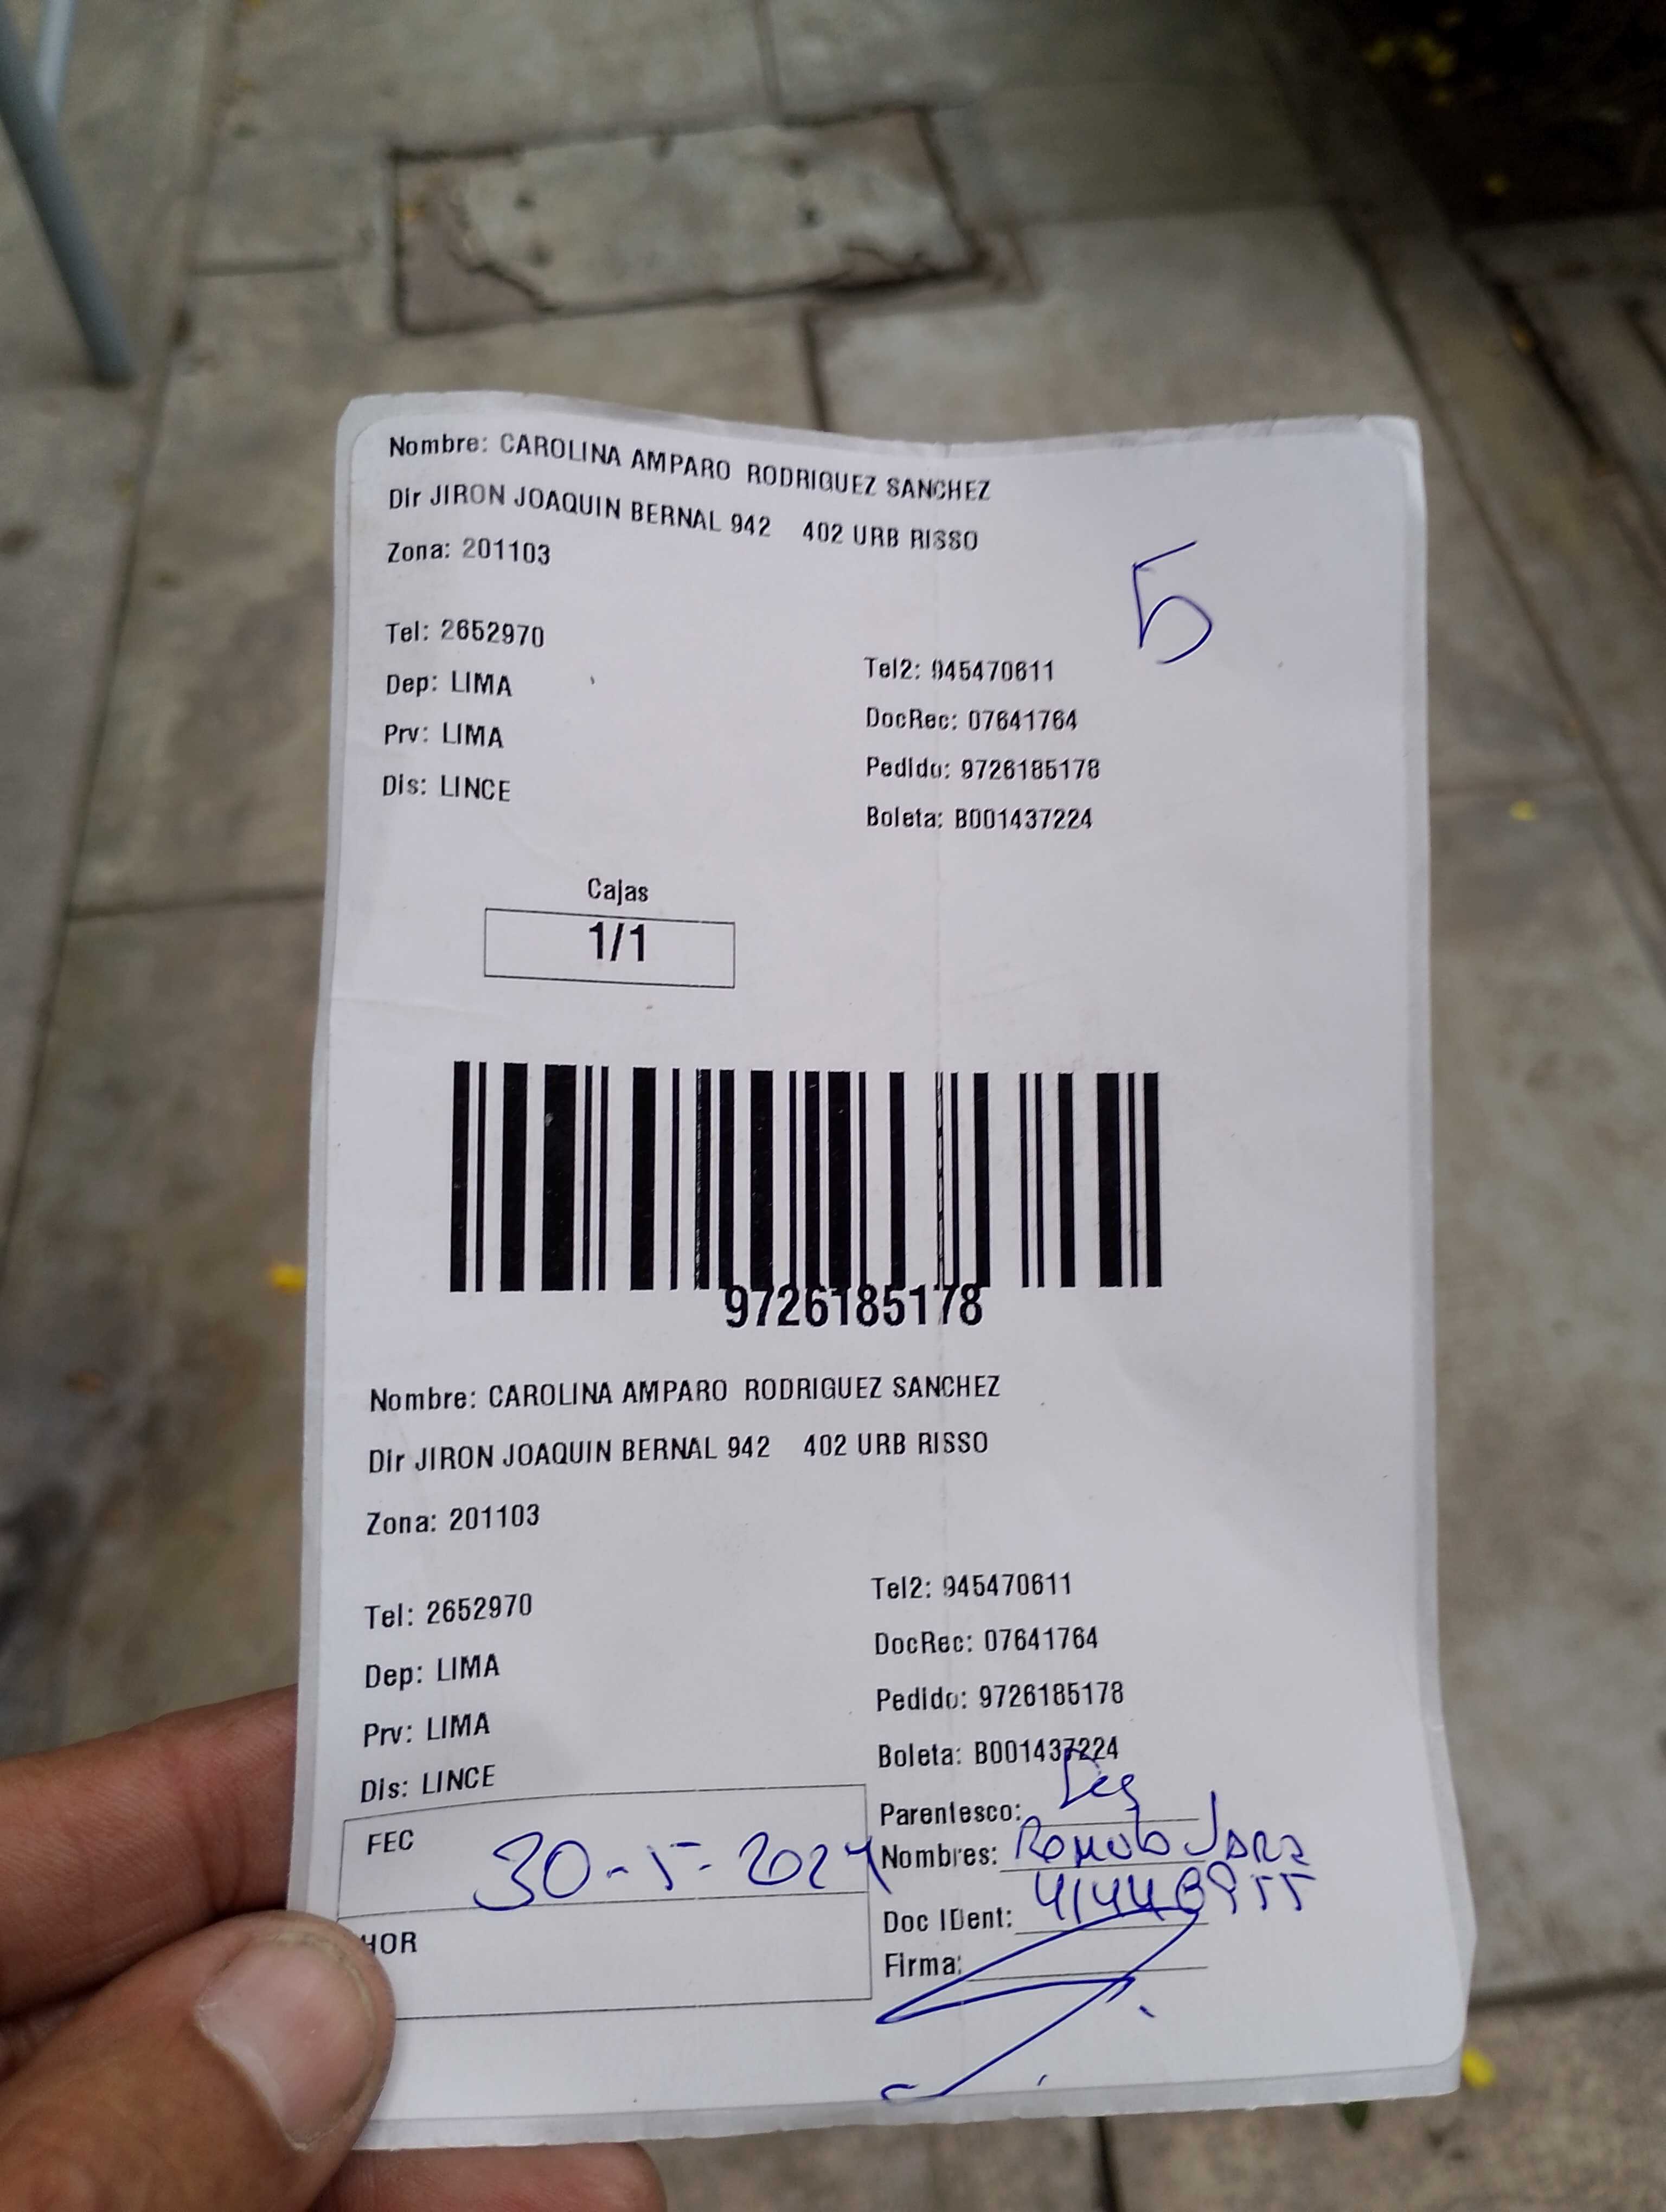 Nombre: CAROLINA AMPARO RODRIGUEZ SANCHEZ
Dir JIRON JOAQUIN BERNAL 942 402 URB RISSO
Zona: 201103
5
Tel: 2652970
Tel2: 945470611
Dep: LIMA
DocRec: 07641764
Prv: LIMA
Pedido: 9726185178
Dis: LINCE
Boleta: B001437224
Cajas
1/1
9726185178
Nombre: CAROLINA AMPARO RODRIGUEZ SANCHEZ
Dir JIRON JOAQUIN BERNAL 942 402 URB RISSO
Zona: 201103
Tel: 2652970
Tel2: 945470611
Dep: LIMA
DocRec: 07641764
Prv: LIMA
Pedido: 9726185178
Dis: LINCE
Boleta: B001437224
FEC 30-5-2024
HOR
Parentesco:
Nombres: Romulo Jara
Doc IDent:
Firma: